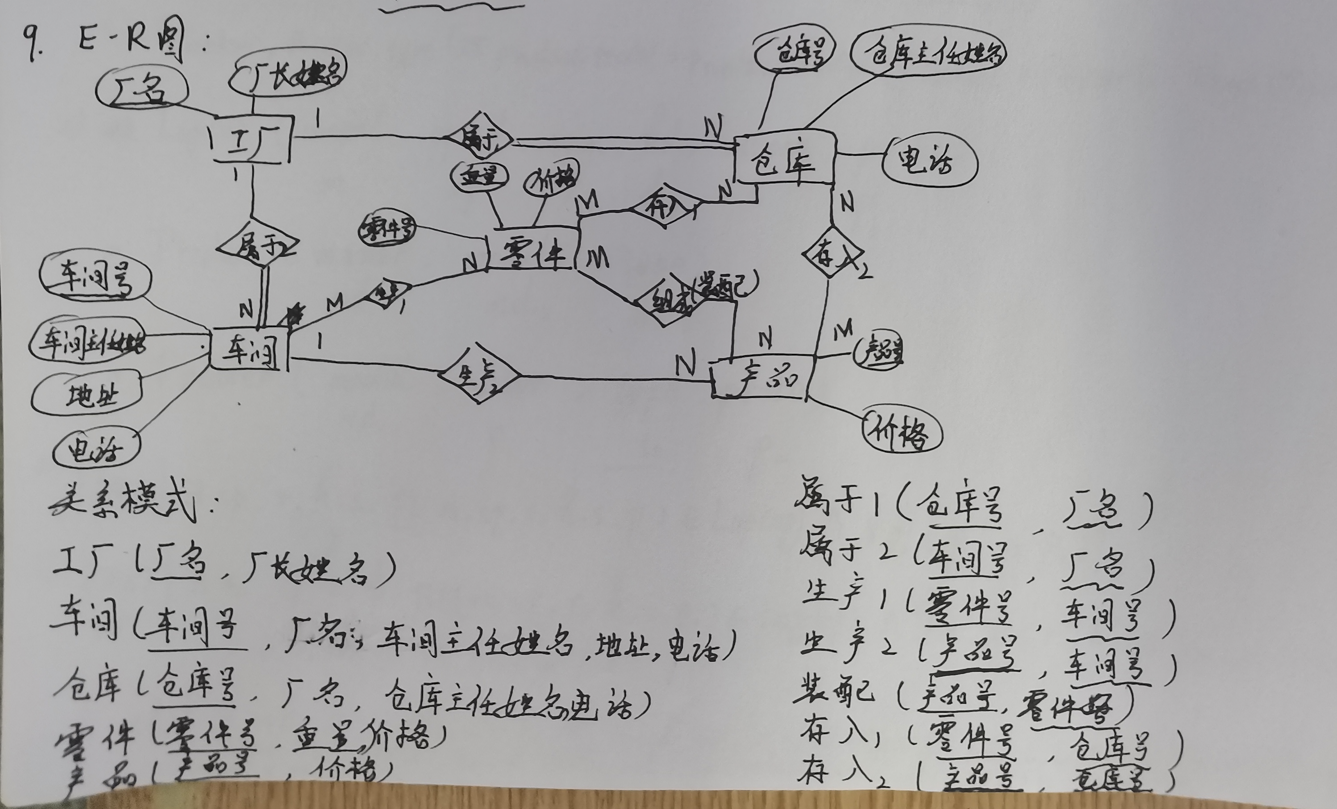 9. E-R图:
厂名
厂长姓名
仓库号
仓库主任姓名
工厂
1
属于1
N
仓库
电话
1
重量
价格
M
存入1
N
N
零件号
零件
属于2
N
M
存入2
车间号
N
M
生产1
组成(装配)
车间主任姓名
车间
1
N
M
产品号
地址
生产2
N
产品
电话
价格
关系模式:
工厂(厂名,厂长姓名)
车间(车间号,厂名,车间主任姓名,地址,电话)
仓库(仓库号,厂名,仓库主任姓名,电话)
零件(零件号,重量,价格)
产品(产品号,价格)
属于1(仓库号,厂名)
属于2(车间号,厂名)
生产1(零件号,车间号)
生产2(产品号,车间号)
装配(产品号,零件号)
存入1(零件号,仓库号)
存入2(产品号,仓库号)